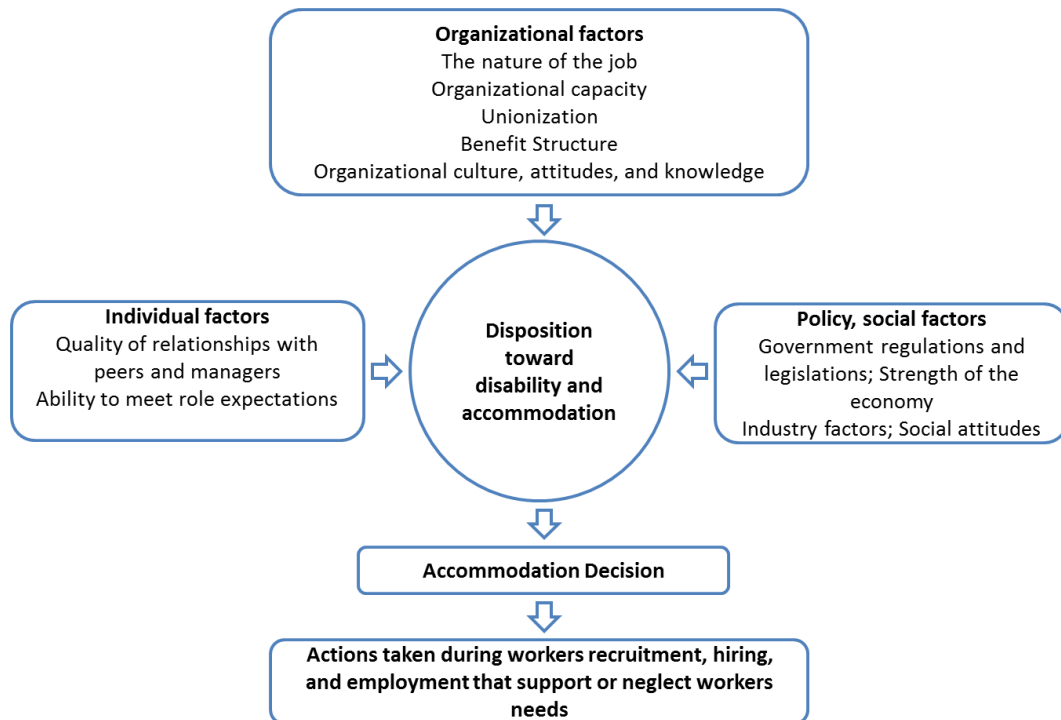 Organizational factors
The nature of the job
Organizational capacity
Unionization
Benefit Structure
Organizational culture, attitudes, and knowledge
Individual factors
Quality of relationships with
peers and managers
Ability to meet role expectations
Disposition
toward
disability and
accommodation
Policy, social factors
Government regulations and
legislations; Strength of the
economy
Industry factors; Social attitudes
Accommodation Decision
Actions taken during workers recruitment, hiring,
and employment that support or neglect workers
needs